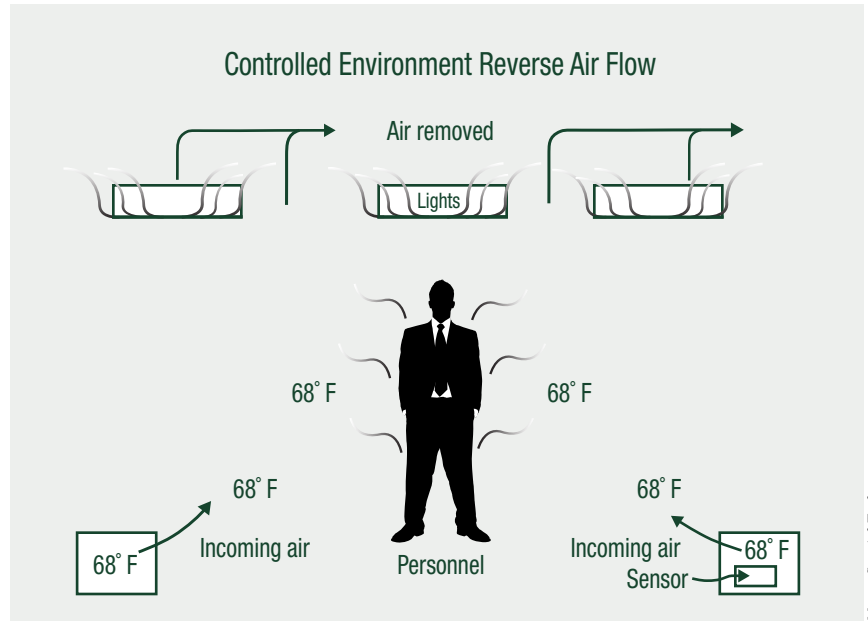 Controlled Environment Reverse Air Flow
Air removed
Lights
68° F
68° F
68° F
68° F
68° F
Incoming air
Personnel
Incoming air
68° F
Sensor